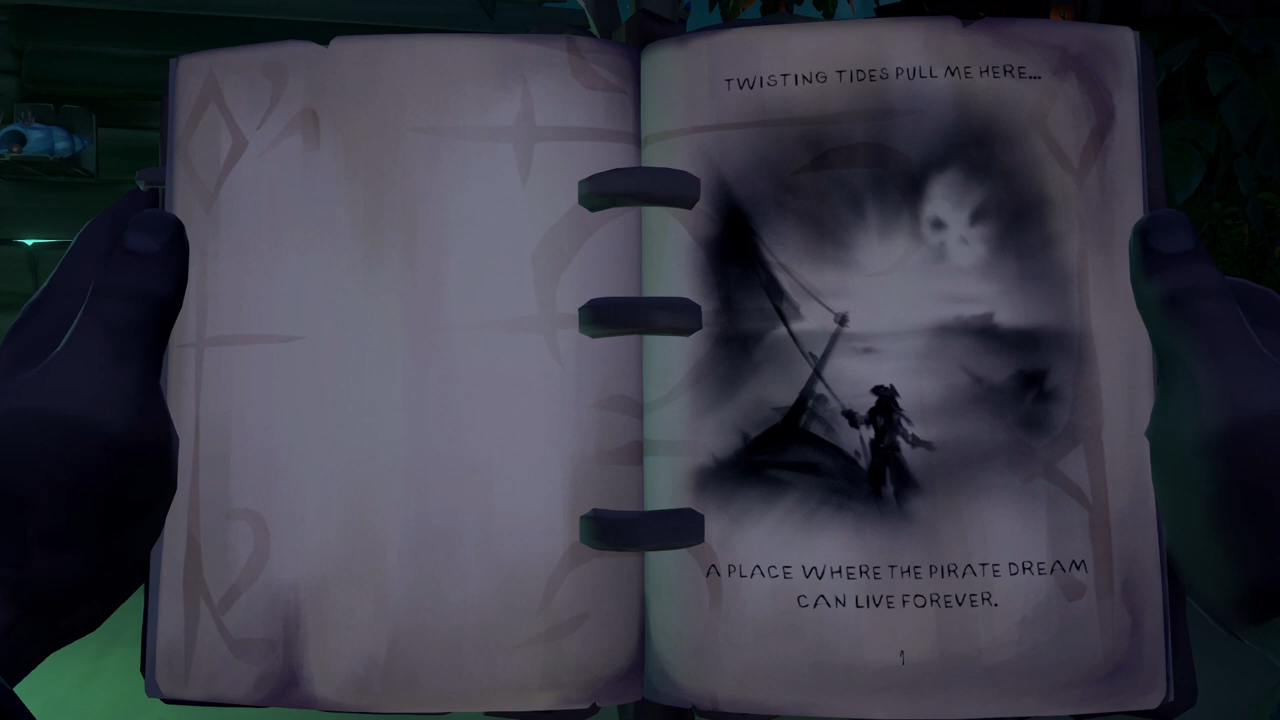 TWISTING TIDES PULL ME HERE...
A PLACE WHERE THE PIRATE DREAM
CAN LIVE FOREVER.
1